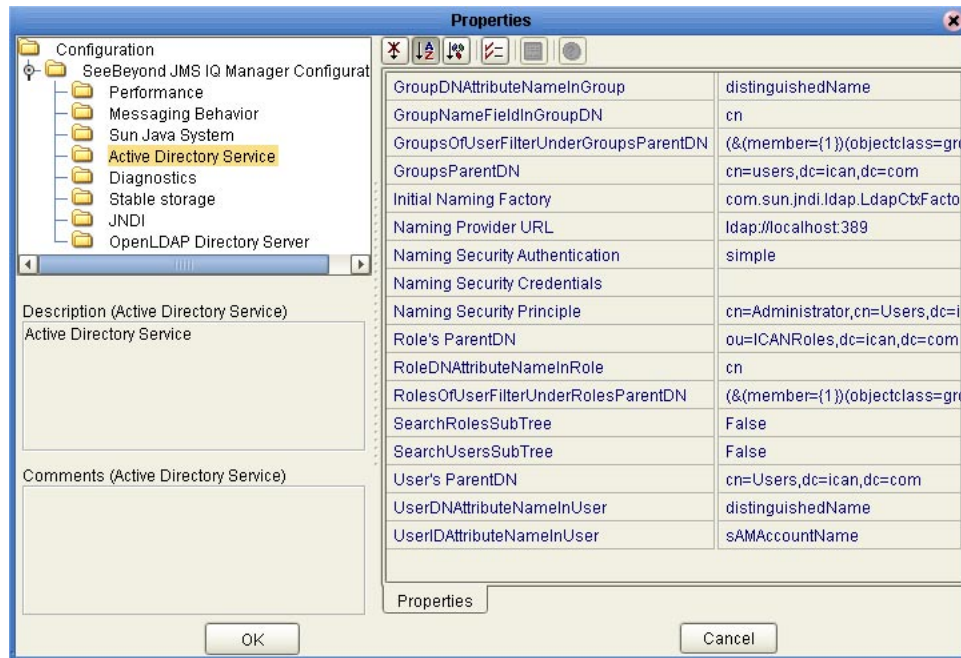 Properties
Configuration
SeeBeyond JMS IQ Manager Configurat
Performance
Messaging Behavior
Sun Java System
Active Directory Service
Diagnostics
Stable storage
JNDI
OpenLDAP Directory Server
Description (Active Directory Service)
Active Directory Service
Comments (Active Directory Service)
GroupDNAttributeNameInGroup distinguishedName
GroupNameFieldInGroupDN cn
GroupsOfUserFilterUnderGroupsParentDN (&(member={1})(objectclass=gro
GroupsParentDN cn=users,dc=ican,dc=com
Initial Naming Factory com.sun.jndi.ldap.LdapCtxFacto
Naming Provider URL ldap://localhost:389
Naming Security Authentication simple
Naming Security Credentials
Naming Security Principle cn=Administrator,cn=Users,dc=i
Role's ParentDN ou=ICANRoles,dc=ican,dc=com
RoleDNAttributeNameInRole cn
RolesOfUserFilterUnderRolesParentDN (&(member={1})(objectclass=gro
SearchRolesSubTree False
SearchUsersSubTree False
User's ParentDN cn=Users,dc=ican,dc=com
UserDNAttributeNameInUser distinguishedName
UserIDAttributeNameInUser sAMAccountName
Properties
OK
Cancel